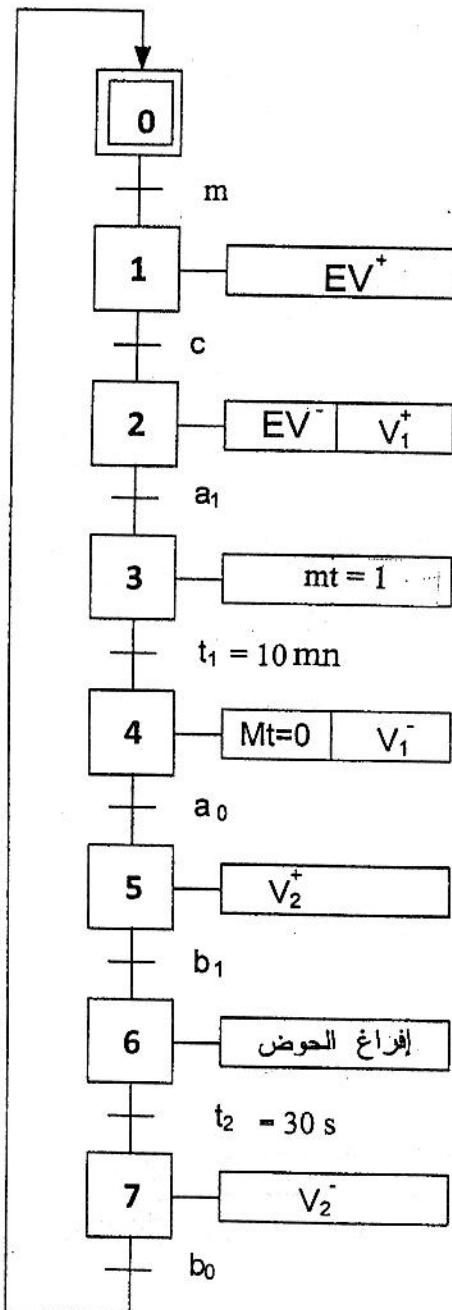 0
m
1 EV⁺
c
2 EV⁻ V₁⁺
a₁
3 mt = 1
t₁ = 10 mn
4 Mt=0 V₁⁻
a₀
5 V₂⁺
b₁
6 إفراغ الحوض
t₂ = 30 s
7 V₂⁻
b₀